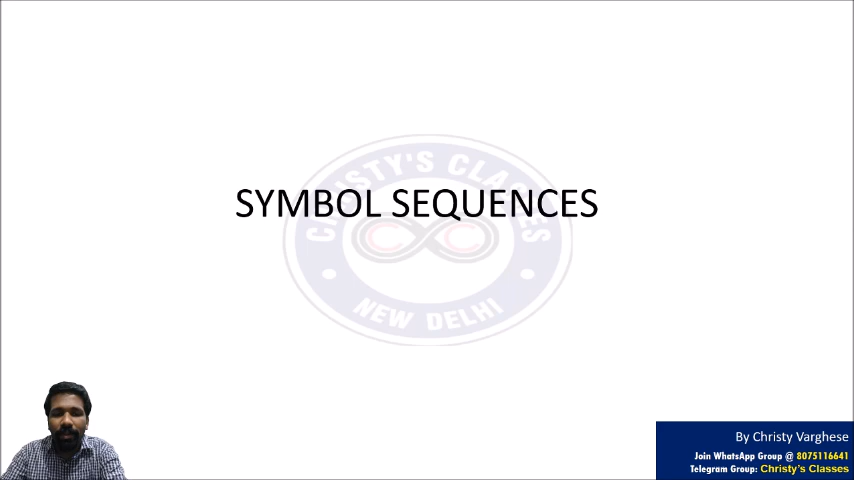 CHRISTY'S CLASSES
SYMBOL SEQUENCES
C C
NEW DELHI
By Christy Varghese
Join WhatsApp Group @ 8075116641
Telegram Group: Christy's Classes